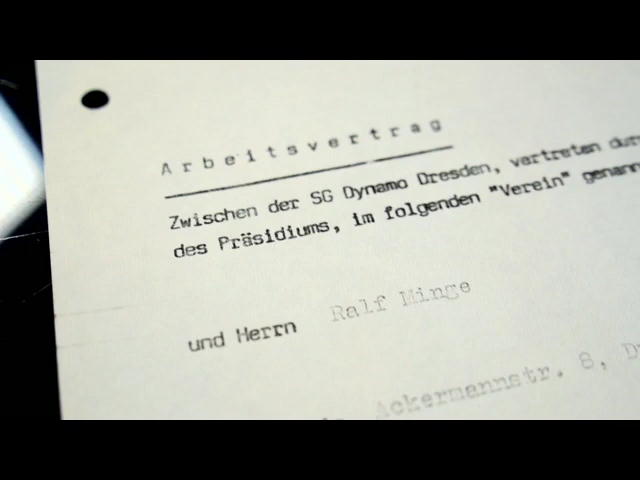 Arbeitsvertrag
Zwischen der SG Dynamo Dresden, vertreten
des Präsidiums, im folgenden "Verein"
und Herrn Ralf Minge
Ackermannstr. 8,